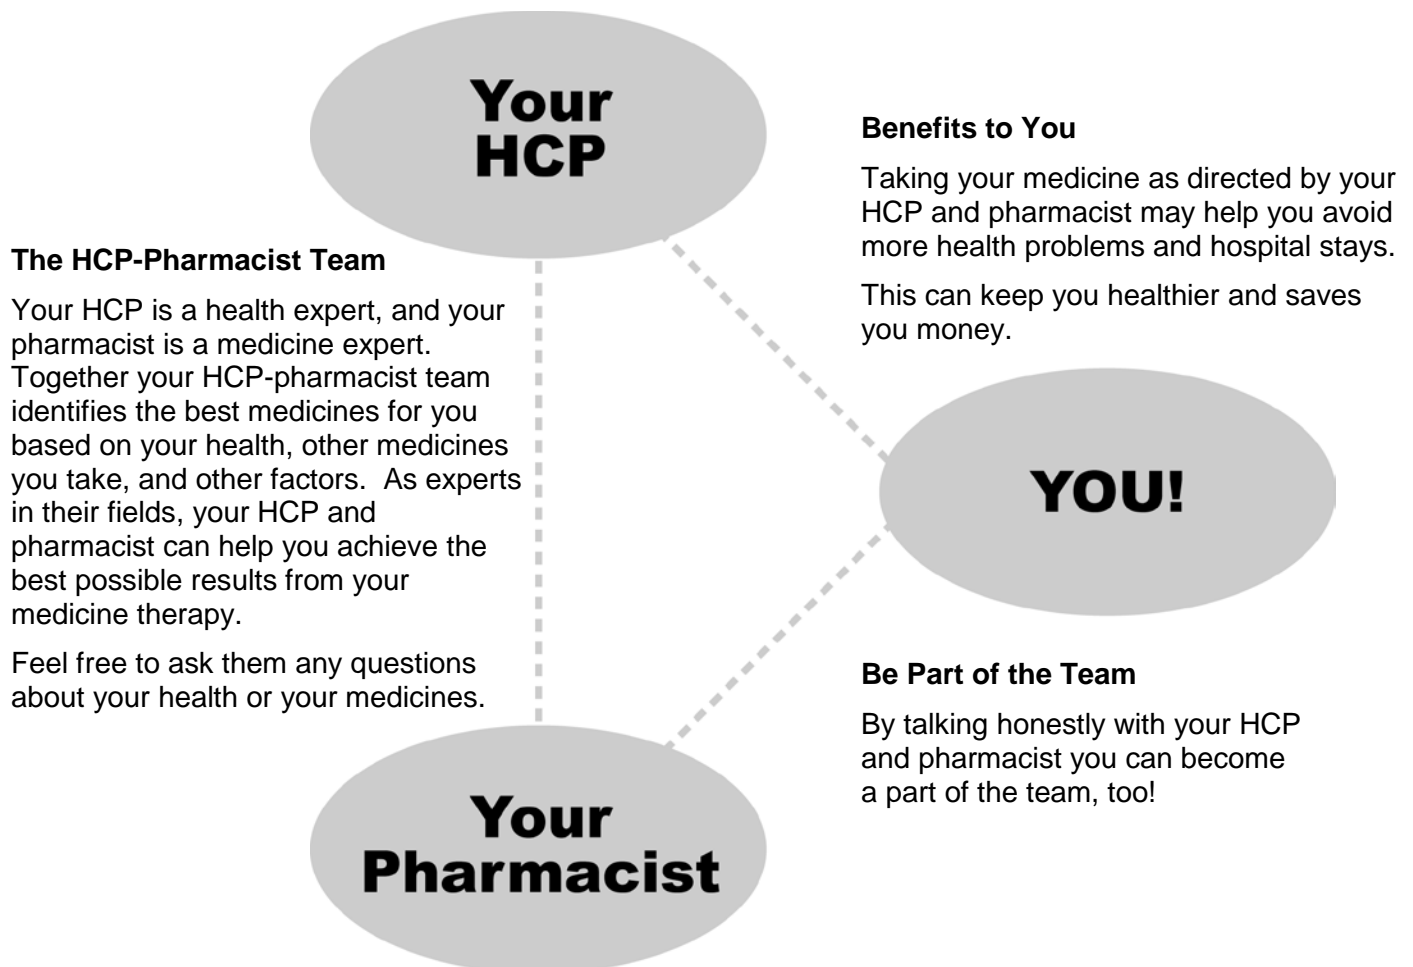 Your
HCP
The HCP-Pharmacist Team
Your HCP is a health expert, and your
pharmacist is a medicine expert.
Together your HCP-pharmacist team
identifies the best medicines for you
based on your health, other medicines
you take, and other factors.  As experts
in their fields, your HCP and
pharmacist can help you achieve the
best possible results from your
medicine therapy.
Feel free to ask them any questions
about your health or your medicines.
Benefits to You
Taking your medicine as directed by your
HCP and pharmacist may help you avoid
more health problems and hospital stays.
This can keep you healthier and saves
you money.
YOU!
Be Part of the Team
By talking honestly with your HCP
and pharmacist you can become
a part of the team, too!
Your
Pharmacist